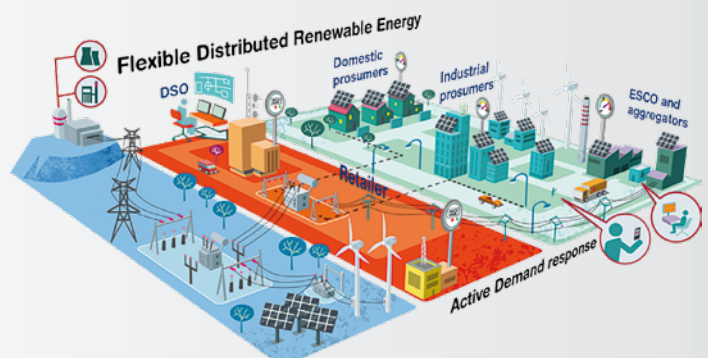 Flexible Distributed Renewable Energy
DSO
Domestic
prosumers
Industrial
prosumers
ESCO and
aggregators
Retailer
Active Demand response